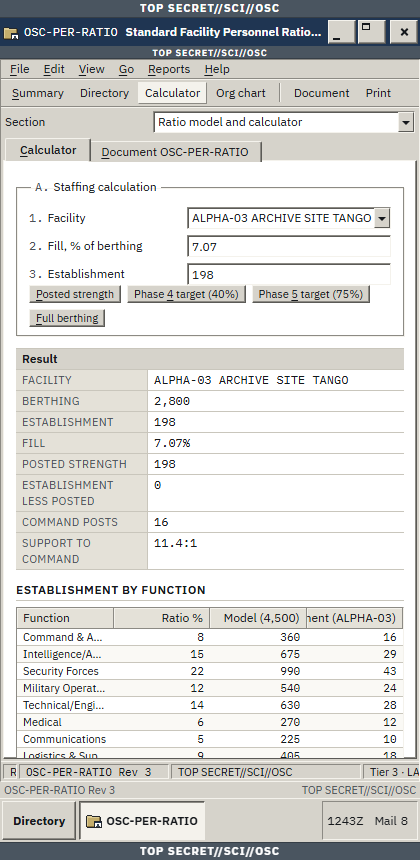 TOP SECRET//SCI//OSC
OSC-PER-RATIO Standard Facility Personnel Ratio...
TOP SECRET//SCI//OSC
File Edit View Go Reports Help
Summary Directory Calculator Org chart Document Print
Section Ratio model and calculator
Calculator Document OSC-PER-RATIO
A. Staffing calculation
1. Facility ALPHA-03 ARCHIVE SITE TANGO
2. Fill, % of berthing 7.07
3. Establishment 198
Posted strength Phase 4 target (40%) Phase 5 target (75%)
Full berthing
Result
FACILITY ALPHA-03 ARCHIVE SITE TANGO
BERTHING 2,800
ESTABLISHMENT 198
FILL 7.07%
POSTED STRENGTH 198
ESTABLISHMENT LESS POSTED 0
COMMAND POSTS 16
SUPPORT TO COMMAND 11.4:1
ESTABLISHMENT BY FUNCTION
Function Ratio % Model (4,500) ment (ALPHA-03)
Command & A... 8 360 16
Intelligence/A... 15 675 29
Security Forces 22 990 43
Military Operat... 12 540 24
Technical/Engi... 14 630 28
Medical 6 270 12
Communications 5 225 10
Logistics & Sup... 9 405 18
R OSC-PER-RATIO Rev 3 TOP SECRET//SCI//OSC Tier 3 · LA
OSC-PER-RATIO Rev 3 TOP SECRET//SCI//OSC
Directory OSC-PER-RATIO 1243Z Mail 8
TOP SECRET//SCI//OSC